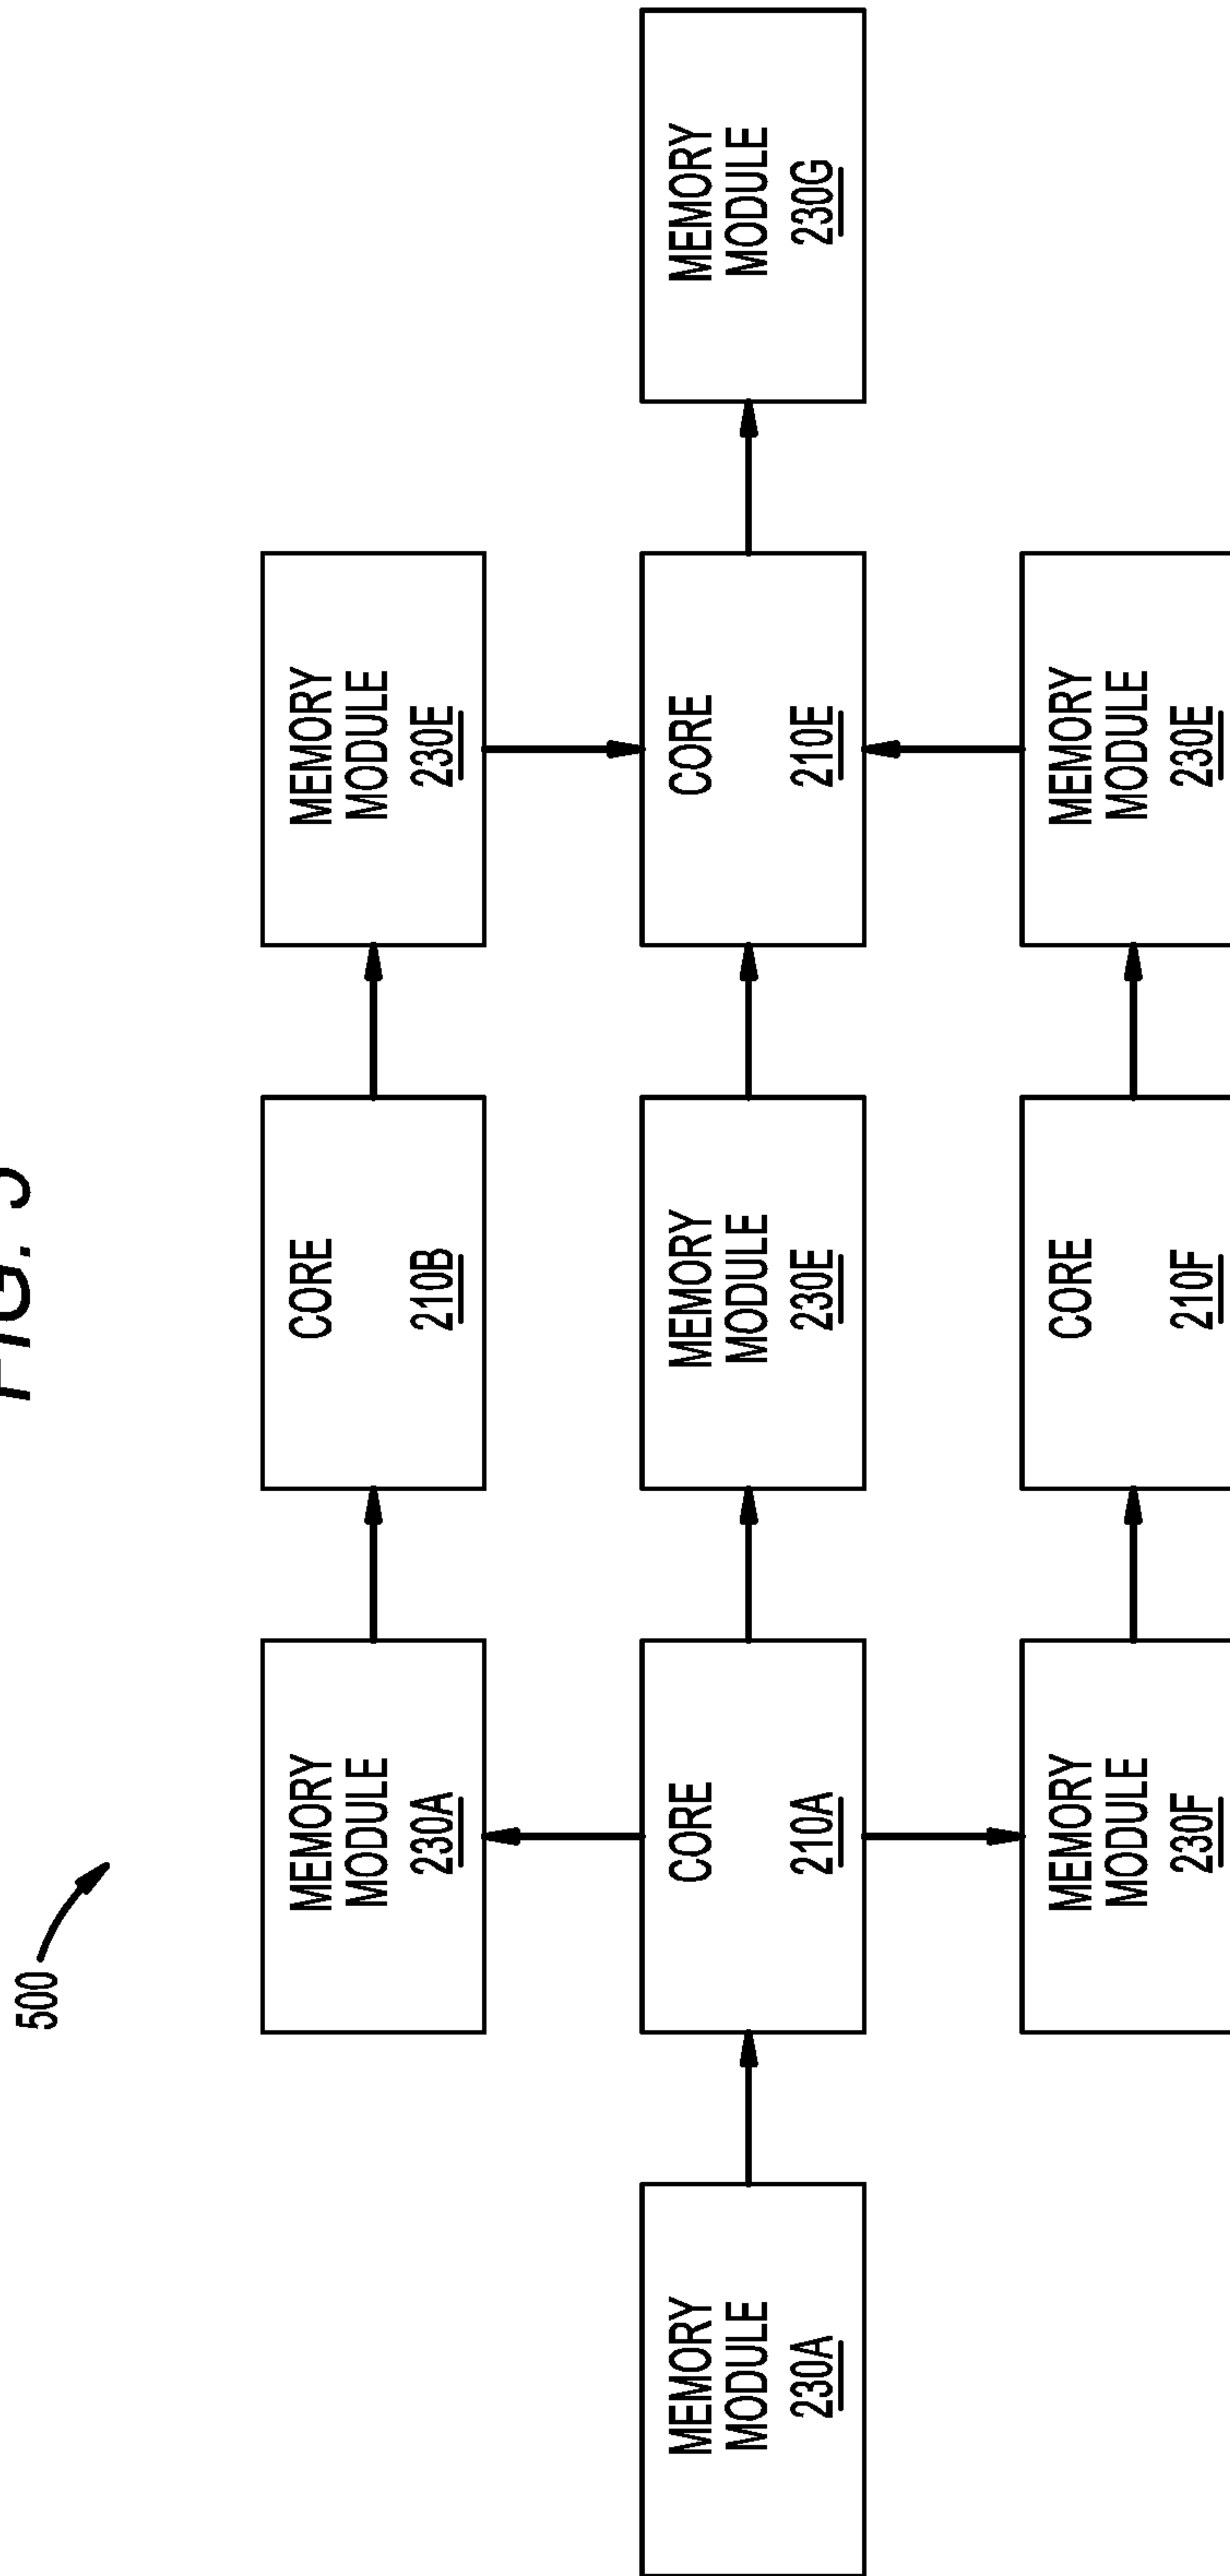 FIG. 5
500
MEMORY
MODULE
230A
CORE
210B
MEMORY
MODULE
230E
MEMORY
MODULE
230A
CORE
210A
MEMORY
MODULE
230E
CORE
210E
MEMORY
MODULE
230G
MEMORY
MODULE
230F
CORE
210F
MEMORY
MODULE
230E